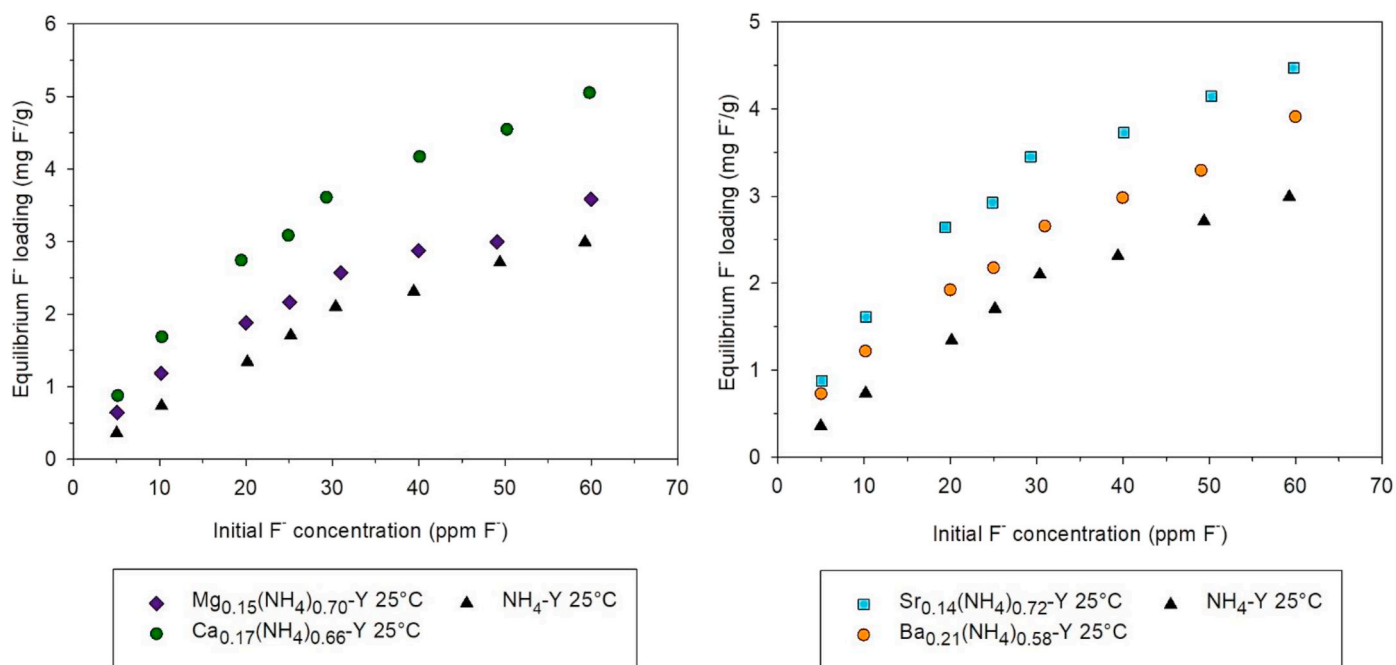 6
5
4
3
2
1
0
Equilibrium F⁻ loading (mg F⁻/g)
0 10 20 30 40 50 60 70
Initial F⁻ concentration (ppm F⁻)
Mg₀.₁₅(NH₄)₀.₇₀-Y 25°C NH₄-Y 25°C
Ca₀.₁₇(NH₄)₀.₆₆-Y 25°C
5
4
3
2
1
0
Equilibrium F⁻ loading (mg F⁻/g)
0 10 20 30 40 50 60 70
Initial F⁻ concentration (ppm F⁻)
Sr₀.₁₄(NH₄)₀.₇₂-Y 25°C NH₄-Y 25°C
Ba₀.₂₁(NH₄)₀.₅₈-Y 25°C